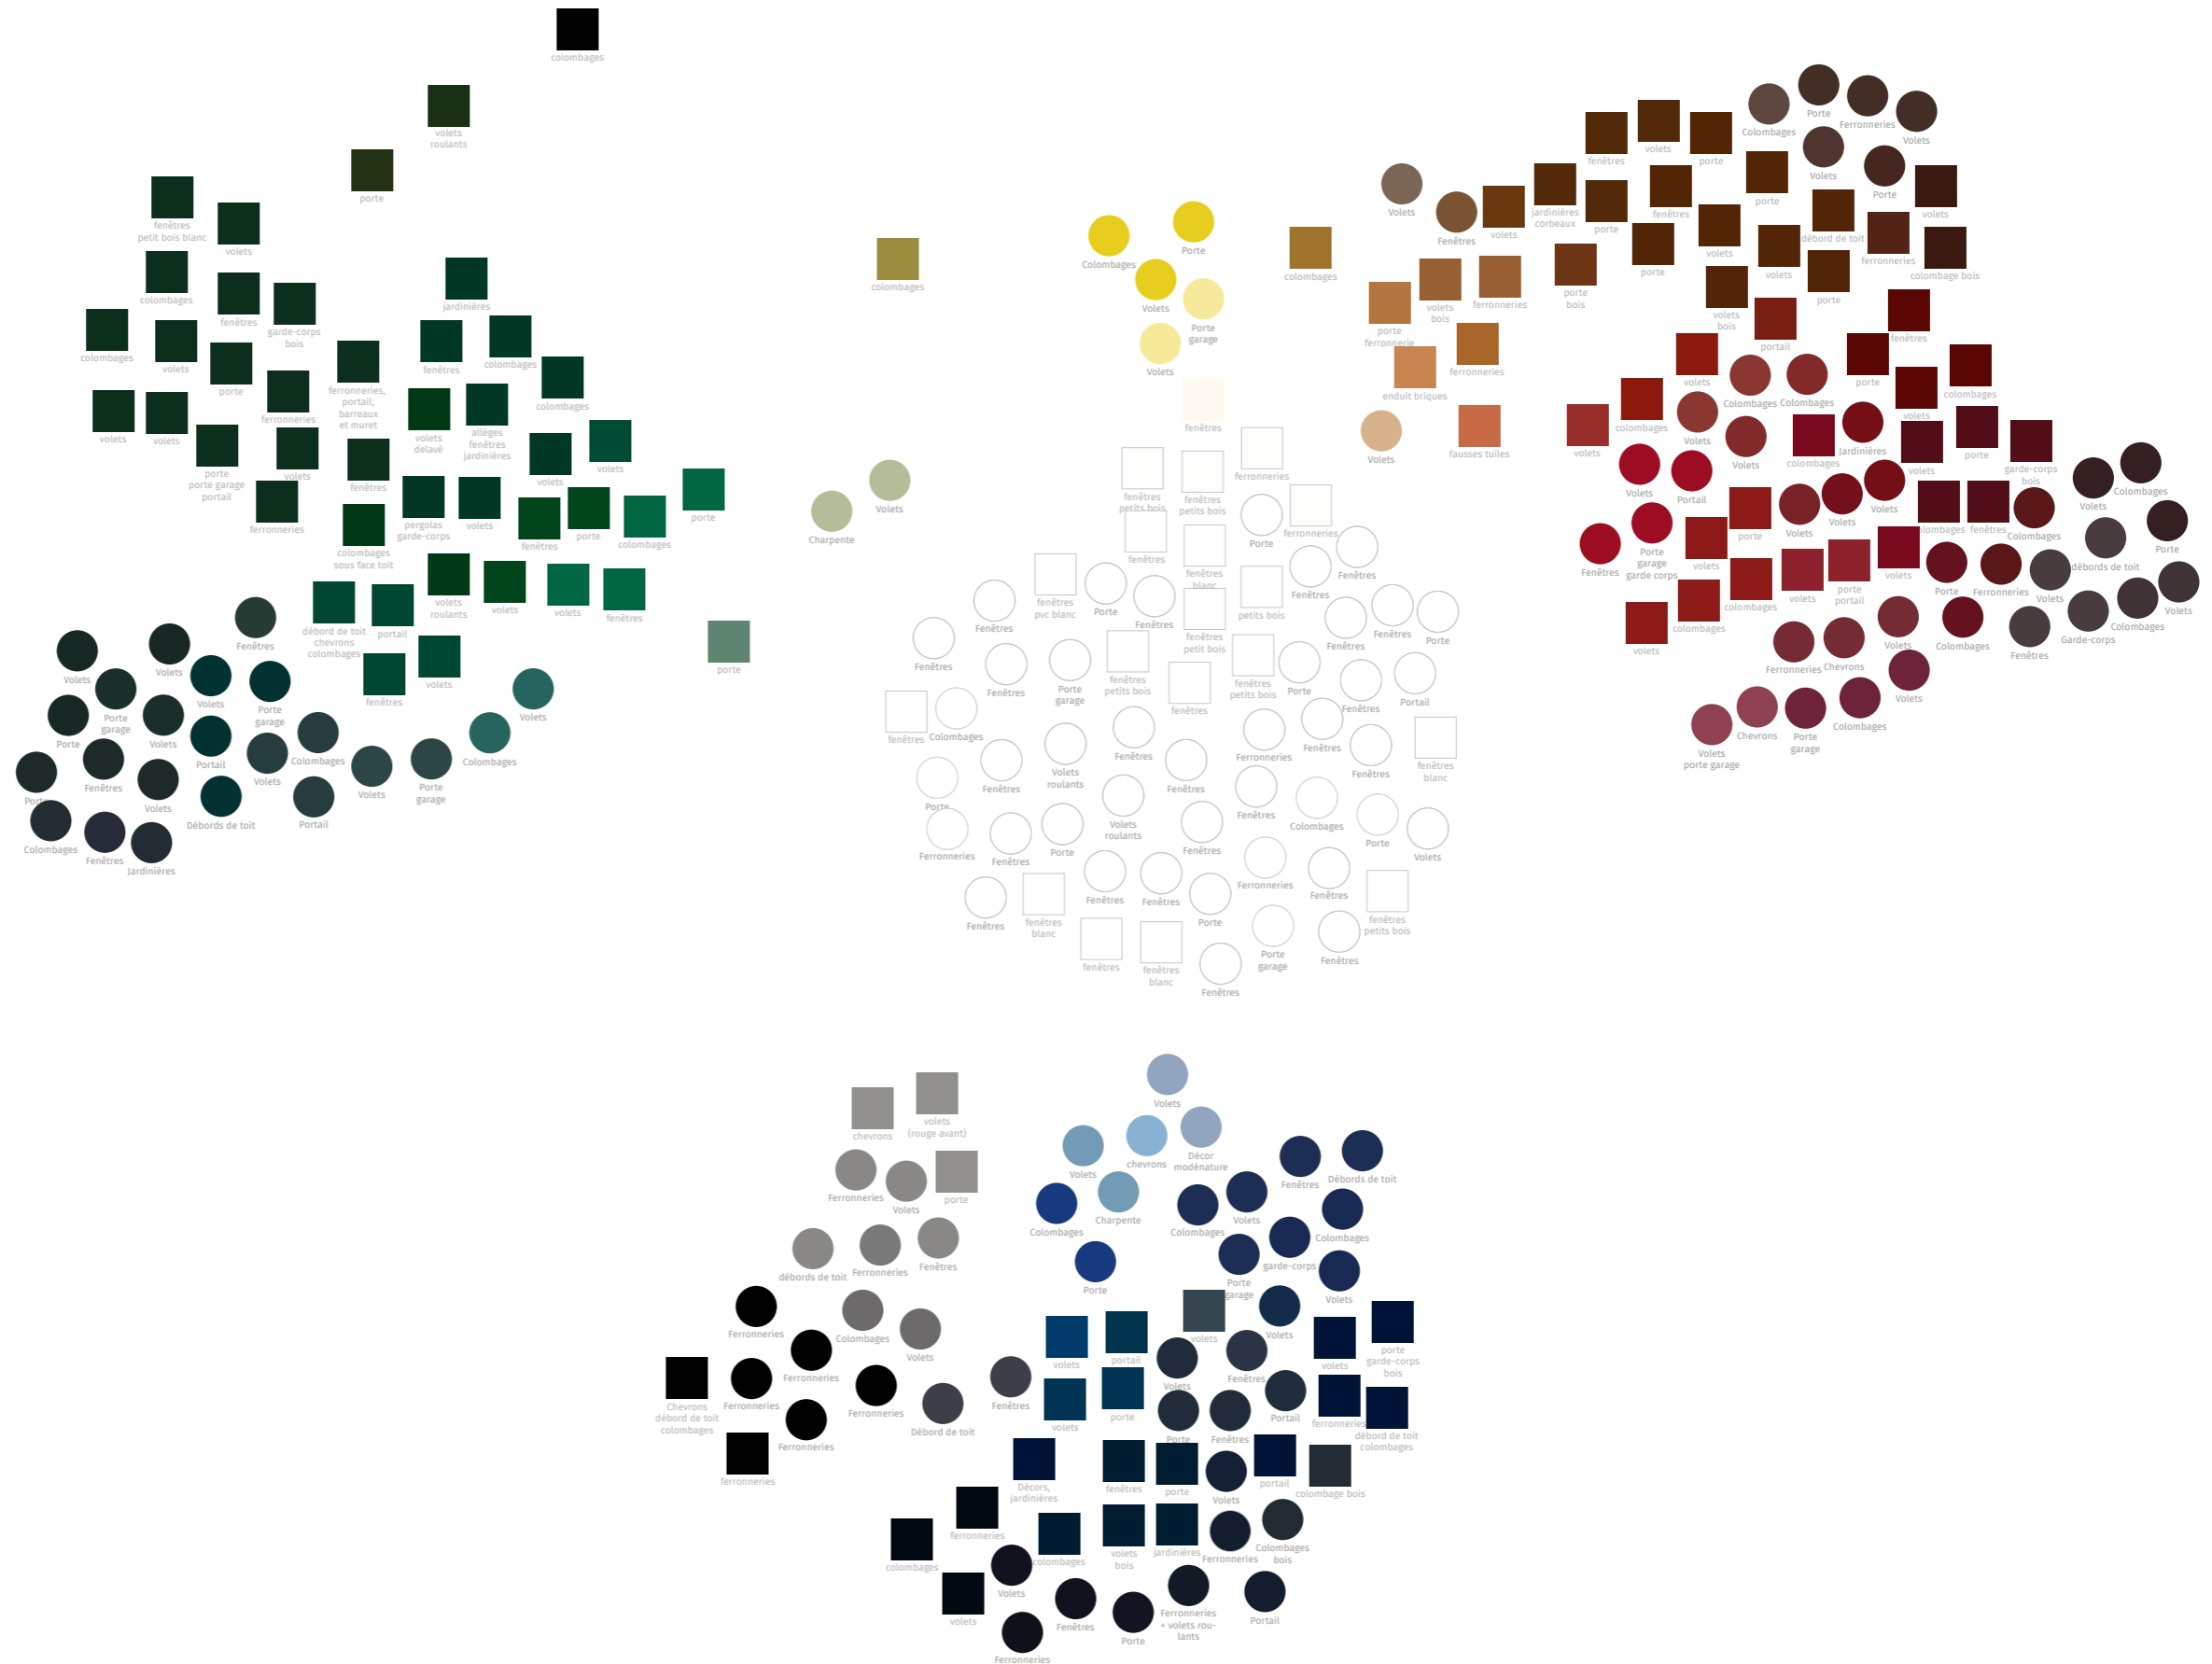 colombages
volets
roulants
porte
fenêtres
petit bois blanc
volets
colombages
fenêtres
garde-corps
bois
jardinières
colombages
volets
porte
ferronneries
ferronneries,
portail,
barreaux
et muret
fenêtres
colombages
colombages
volets
volets
porte
porte garage
portail
volets
fenêtres
volets
delavé
allèges
fenêtres
jardinières
volets
volets
ferronneries
colombages
sous face toit
pergolas
garde-corps
volets
fenêtres
porte
colombages
porte
volets
roulants
volets
volets
fenêtres
débord de toit
chevrons
colombages
portail
fenêtres
volets
porte
Fenêtres
Volets
Volets
Porte
garage
Volets
Porte
garage
Porte
Volets
Portail
Volets
Colombages
Volets
Porte
garage
Colombages
Volets
Porte
Fenêtres
Volets
Débords de toit
Portail
Colombages
Fenêtres
Jardinières
colombages
Charpente
Volets
Colombages
Porte
Volets
Porte
garage
Volets
fenêtres
colombages
Volets
Fenêtres
volets
jardinières
corbeaux
fenêtres
volets
porte
porte
fenêtres
porte
porte
volets
volets
débord de toit
porte
volets
bois
Colombages
Porte
Ferronneries
Volets
Volets
Porte
volets
ferronneries
colombage bois
porte
ferronnerie
volets
bois
ferronneries
porte
bois
enduit briques
ferronneries
Volets
fausses tuiles
portail
fenêtres
volets
Colombages
Colombages
porte
volets
colombages
volets
colombages
Volets
Volets
colombages
Jardinières
volets
porte
garde-corps
bois
Volets
Portail
Fenêtres
Porte
garage
garde corps
volets
porte
Volets
Volets
Volets
colombages
fenêtres
Colombages
Volets
Colombages
Porte
débords de toit
volets
colombages
colombages
volets
porte
portail
volets
Porte
Ferronneries
Volets
Fenêtres
Garde-corps
Colombages
Volets
Ferronneries
Chevrons
Volets
Colombages
Volets
porte garage
Chevrons
Porte
garage
Colombages
Volets
fenêtres
petits bois
fenêtres
petits bois
ferronneries
fenêtres
fenêtres
blanc
Porte
ferronneries
Fenêtres
Fenêtres
Fenêtres
fenêtres
pvc blanc
Porte
Fenêtres
fenêtres
petit bois
petits bois
Fenêtres
Fenêtres
Porte
Fenêtres
Fenêtres
Porte
garage
fenêtres
petits bois
fenêtres
fenêtres
petits bois
Porte
Fenêtres
Portail
fenêtres
Colombages
Fenêtres
Volets
roulants
Fenêtres
Fenêtres
Ferronneries
Fenêtres
Fenêtres
fenêtres
blanc
Porte
Ferronneries
Fenêtres
Porte
Volets
roulants
Fenêtres
Fenêtres
Colombages
Porte
Volets
Fenêtres
fenêtres
blanc
Fenêtres
Fenêtres
Porte
Ferronneries
Fenêtres
fenêtres
petits bois
fenêtres
fenêtres
blanc
Fenêtres
Porte
garage
Fenêtres
chevrons
volets
(rouge avant)
Ferronneries
Volets
porte
débords de toit
Ferronneries
Fenêtres
Ferronneries
Colombages
Volets
Chevrons
débord de toit
colombages
Ferronneries
Ferronneries
Ferronneries
Ferronneries
Débord de toit
ferronneries
Volets
Volets
chevrons
Décor
modénature
Colombages
Charpente
Porte
Colombages
Volets
Fenêtres
Débords de toit
Colombages
garde-corps
Porte
garage
Volets
volets
portail
volets
Volets
volets
porte
garde-corps
bois
Fenêtres
volets
porte
Volets
Fenêtres
Porte
Fenêtres
Portail
ferronneries
débord de toit
colombages
Décors,
jardinières
fenêtres
porte
Volets
portail
colombage bois
ferronneries
colombages
colombages
volets
bois
jardinières
Ferronneries
Colombages
bois
volets
Volets
Ferronneries
Fenêtres
Porte
Ferronneries
+ volets rou-
lants
Portail